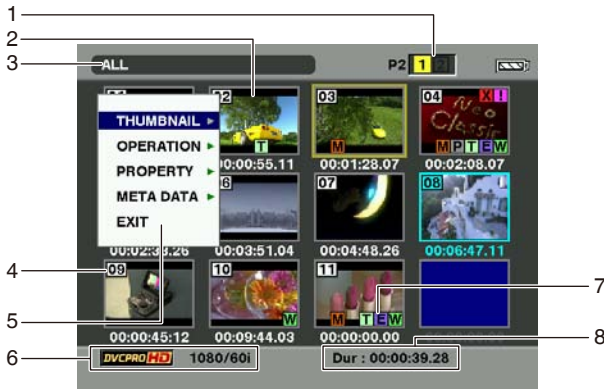 1
2
3
ALL
P2 1 2
02
03
04 X !
THUMBNAIL
OPERATION
PROPERTY
META DATA
EXIT
T
M
Neo Classic
M P T E W
00:00:55.11
00:01:28.07
00:02:08.07
07
08
00:03:51.04
00:04:48.26
00:06:47.11
4
09
10
11
5
W
M T E W
7
00:00:45:12
00:09:44.03
00:00:00.00
8
6
DVCPRO HD 1080/60i
Dur : 00:00:39.28